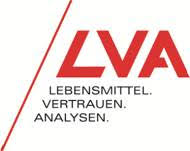 LVA
LEBENSMITTEL.
VERTRAUEN.
ANALYSEN.